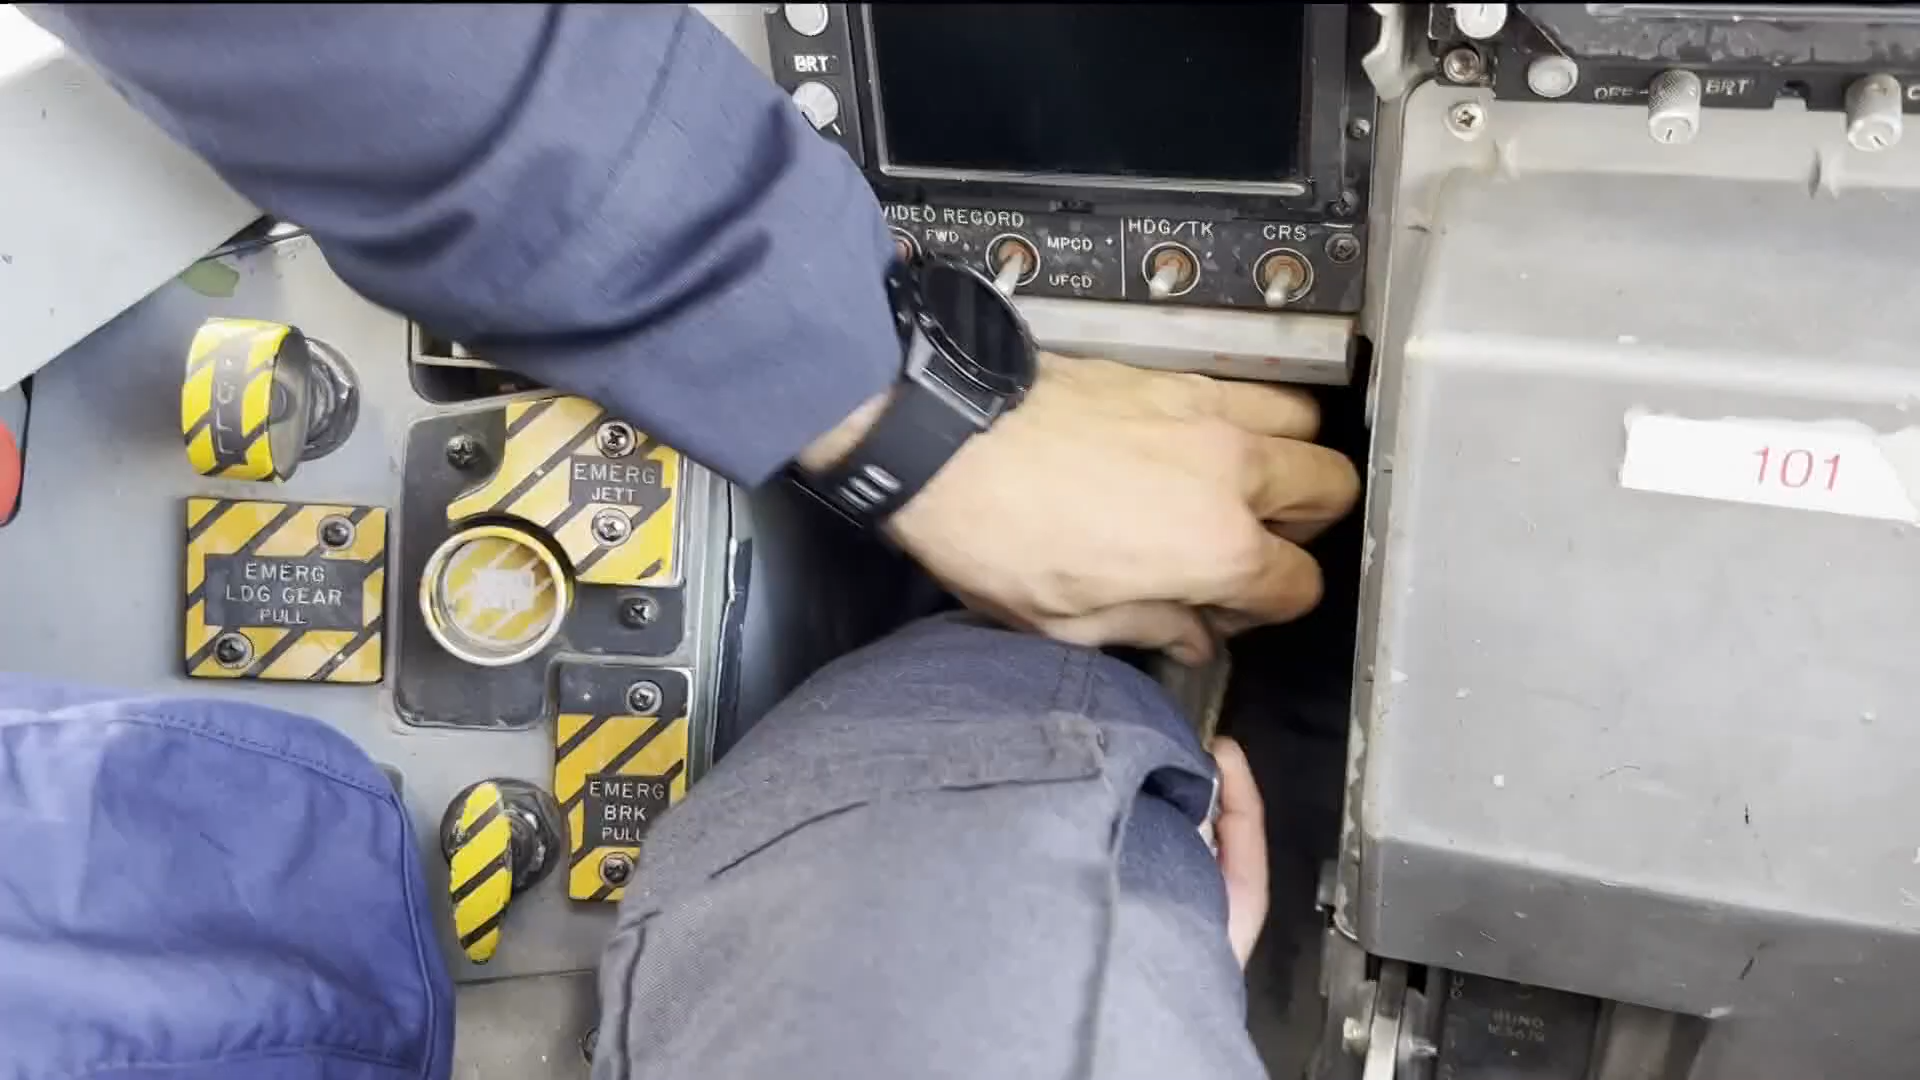 BRT
OFF
BRT
VIDEO RECORD
FWD
MPCD
UFCD
HDG/TK
CRS
101
EMERG
JETT
EMERG
LDG GEAR
PULL
EMERG
BRK
PULL
BUNO